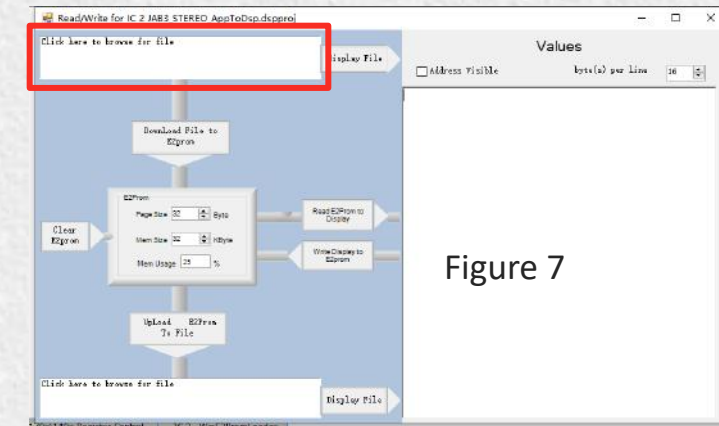 Read/Write for IC 2 JAB3 STEREO AppToDsp.dspproj
Click here to browse for file
Display File
Values
Address Visible
byte(s) per Line
16
Download File to
E2prom
E2Prom
Page Size 32 Byte
Mem Size 32 KByte
Mem Usage 25 %
Clear
E2prom
Read E2Prom to
Display
Write Display to
E2prom
Figure 7
UpLoad E2Prom
To File
Click here to browse for file
Display File